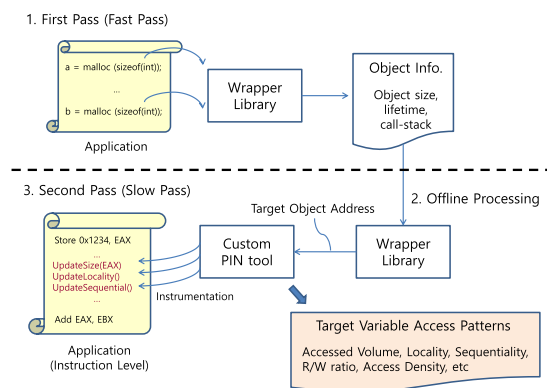 1. First Pass (Fast Pass)
a = malloc (sizeof(int));
...
b = malloc (sizeof(int));
Application
Wrapper
Library
Object Info.
Object size,
lifetime,
call-stack
3. Second Pass (Slow Pass)
2. Offline Processing
Target Object Address
Store 0x1234, EAX
...
UpdateSize(EAX)
UpdateLocality()
UpdateSequential()
...
Add EAX, EBX
Application
(Instruction Level)
Instrumentation
Custom
PIN tool
Wrapper
Library
Target Variable Access Patterns
Accessed Volume, Locality, Sequentiality,
R/W ratio, Access Density, etc